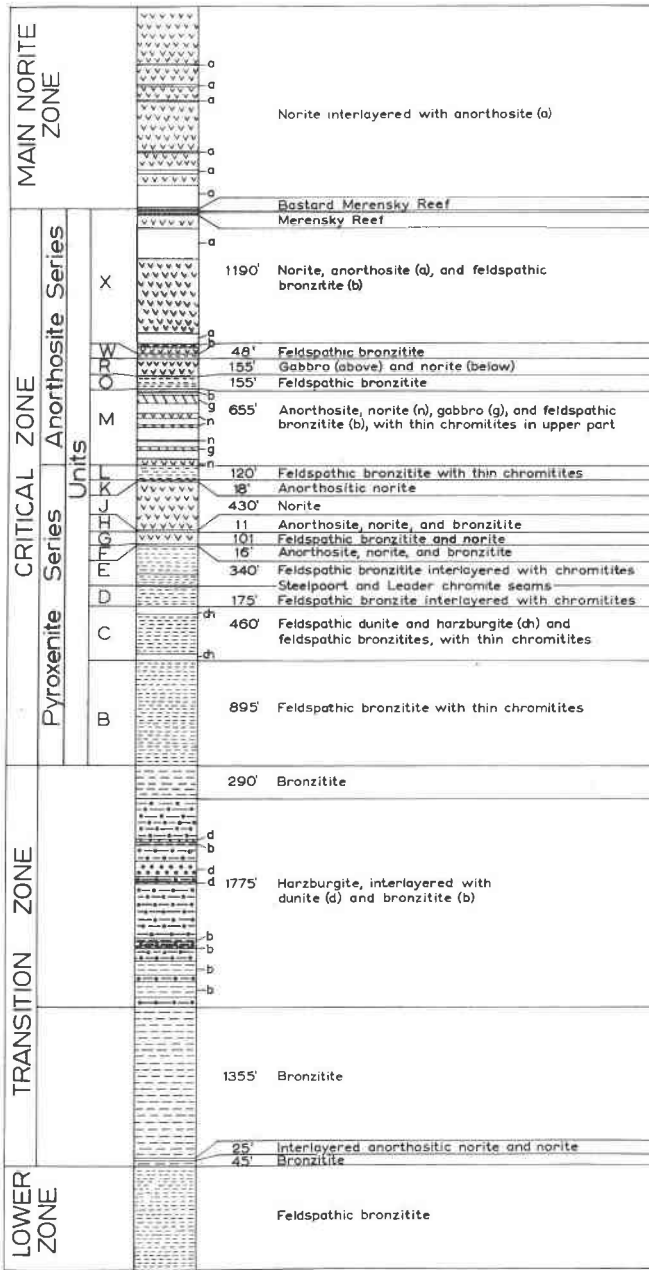 MAIN NORITE
ZONE
a
a
a
a
a
a
Norite interlayered with anorthosite (a)
Bastard Merensky Reef
CRITICAL ZONE
Anorthosite Series
Pyroxenite Series
Units
Merensky Reef
X
a
a
b
1190' Norite, anorthosite (a), and feldspathic
bronzitite (b)
W 48' Feldspathic bronzitite
R 155' Gabbro (above) and norite (below)
O 155' Feldspathic bronzitite
M
b
g
n
n
g
n
655' Anorthosite, norite (n), gabbro (g), and feldspathic
bronzitite (b), with thin chromitites in upper part
L 120' Feldspathic bronzitite with thin chromitites
K 18' Anorthositic norite
J 430' Norite
H 11 Anorthosite, norite, and bronzitite
G 101 Feldspathic bronzitite and norite
F 16' Anorthosite, norite, and bronzitite
E 340' Feldspathic bronzitite interlayered with chromitites
Steelpoort and Leader chromite seams
D 175' Feldspathic bronzite interlayered with chromitites
C
dh
dh
460' Feldspathic dunite and harzburgite (dh) and
feldspathic bronzitites, with thin chromitites
B 895' Feldspathic bronzitite with thin chromitites
TRANSITION ZONE
290' Bronzitite
d
b
d
d
b
b
b
b
1775' Harzburgite, interlayered with
dunite (d) and bronzitite (b)
1355' Bronzitite
25' Interlayered anorthositic norite and norite
45' Bronzitite
LOWER
ZONE
Feldspathic bronzitite